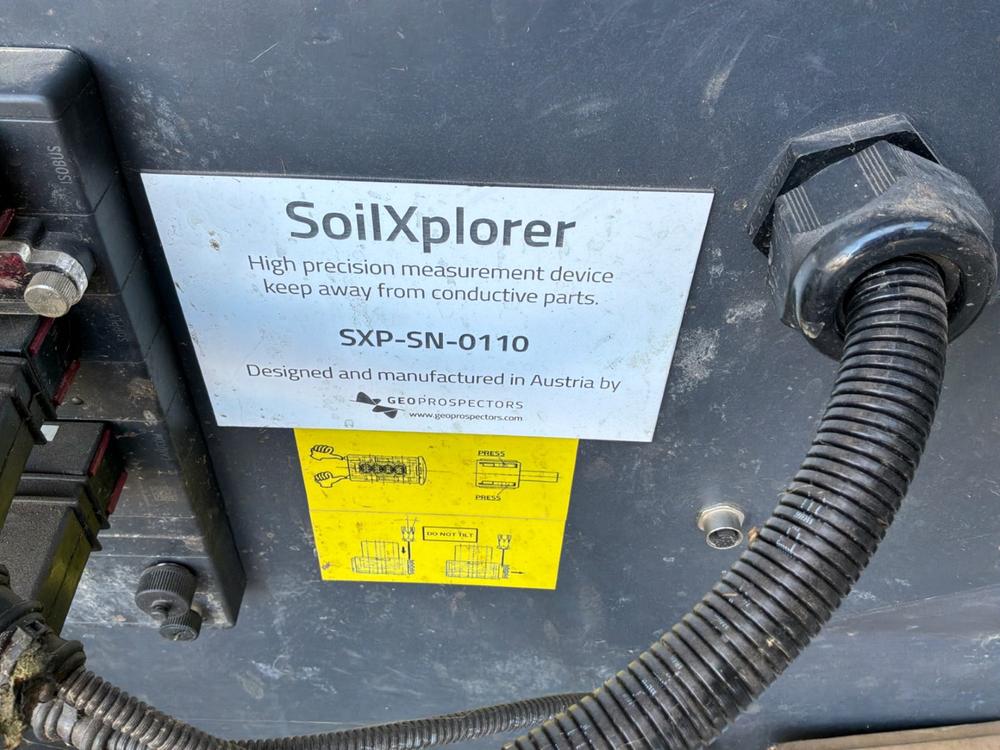 ISOBUS
SoilXplorer
High precision measurement device
keep away from conductive parts.
SXP-SN-0110
Designed and manufactured in Austria by
GEOPROSPECTORS
www.geoprospectors.com
PRESS
PRESS
DO NOT TILT